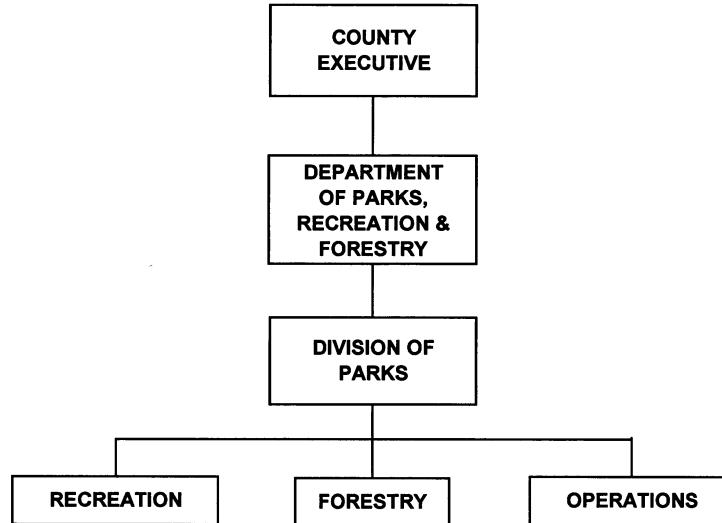 COUNTY
EXECUTIVE
DEPARTMENT
OF PARKS,
RECREATION &
FORESTRY
DIVISION OF
PARKS
RECREATION
FORESTRY
OPERATIONS